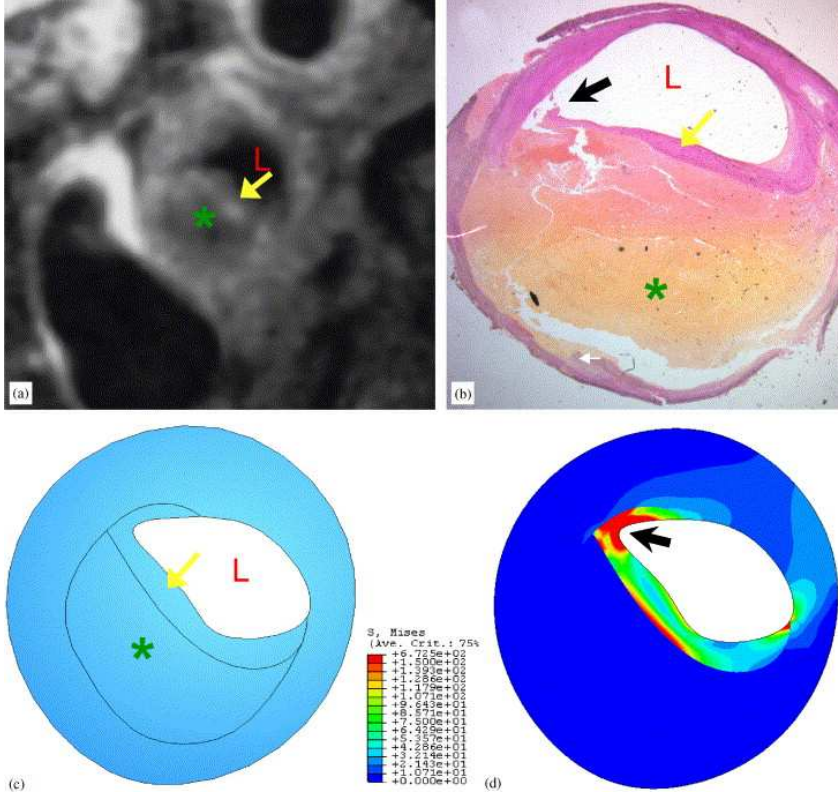 L
*
(a)
L
*
(b)
L
*
(c)
S, Mises
(Ave. Crit.: 75%
+6.725e+02
+1.500e+02
+1.393e+02
+1.286e+02
+1.179e+02
+1.071e+02
+9.643e+01
+8.571e+01
+7.500e+01
+6.429e+01
+5.357e+01
+4.286e+01
+3.214e+01
+2.143e+01
+1.071e+01
+0.000e+00
(d)